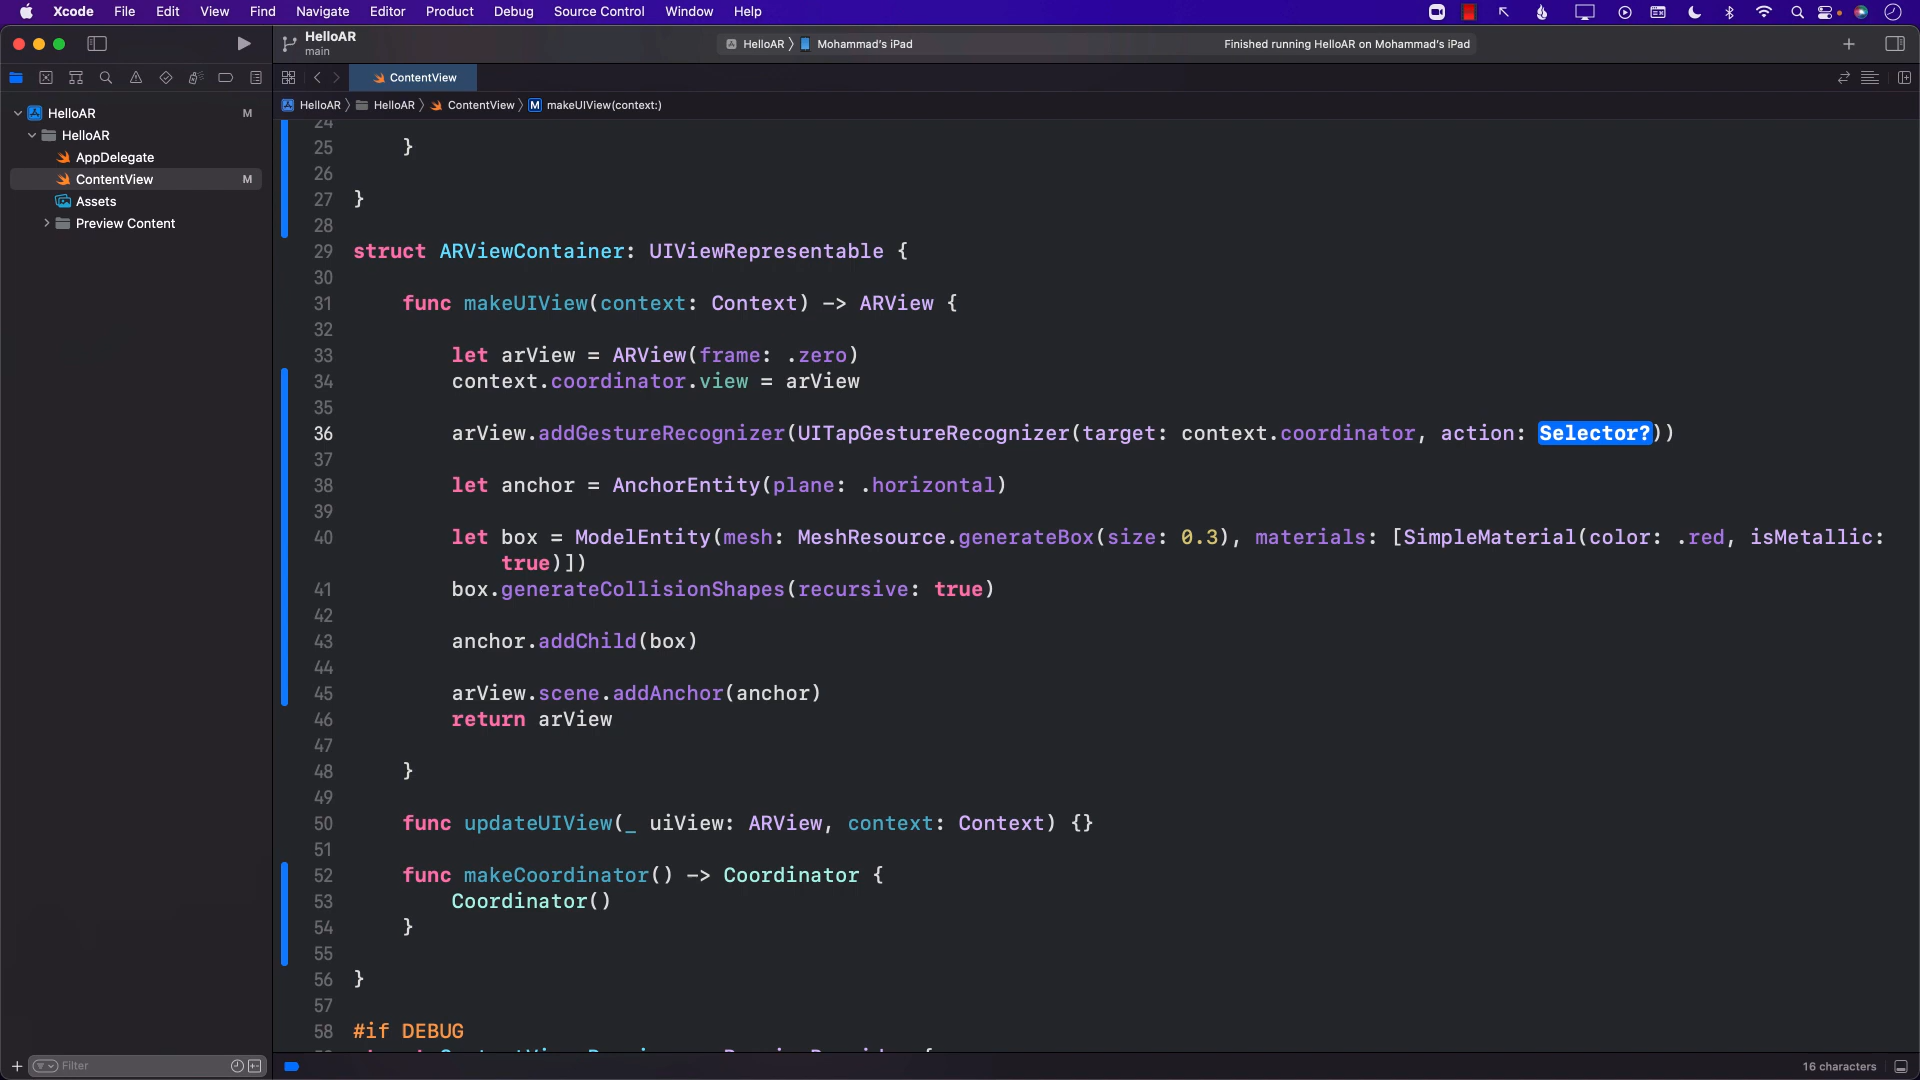 Xcode File Edit View Find Navigate Editor Product Debug Source Control Window Help
HelloAR
main
HelloAR Mohammad's iPad
Finished running HelloAR on Mohammad's iPad
ContentView
HelloAR HelloAR ContentView M makeUIView(context:)
HelloAR M
HelloAR
AppDelegate
ContentView M
Assets
Preview Content
24
25 }
26
27 }
28
29 struct ARViewContainer: UIViewRepresentable {
30
31 func makeUIView(context: Context) -> ARView {
32
33 let arView = ARView(frame: .zero)
34 context.coordinator.view = arView
35
36 arView.addGestureRecognizer(UITapGestureRecognizer(target: context.coordinator, action: Selector?))
37
38 let anchor = AnchorEntity(plane: .horizontal)
39
40 let box = ModelEntity(mesh: MeshResource.generateBox(size: 0.3), materials: [SimpleMaterial(color: .red, isMetallic:
true)])
41 box.generateCollisionShapes(recursive: true)
42
43 anchor.addChild(box)
44
45 arView.scene.addAnchor(anchor)
46 return arView
47
48 }
49
50 func updateUIView(_ uiView: ARView, context: Context) {}
51
52 func makeCoordinator() -> Coordinator {
53 Coordinator()
54 }
55
56 }
57
58 #if DEBUG
Filter
16 characters